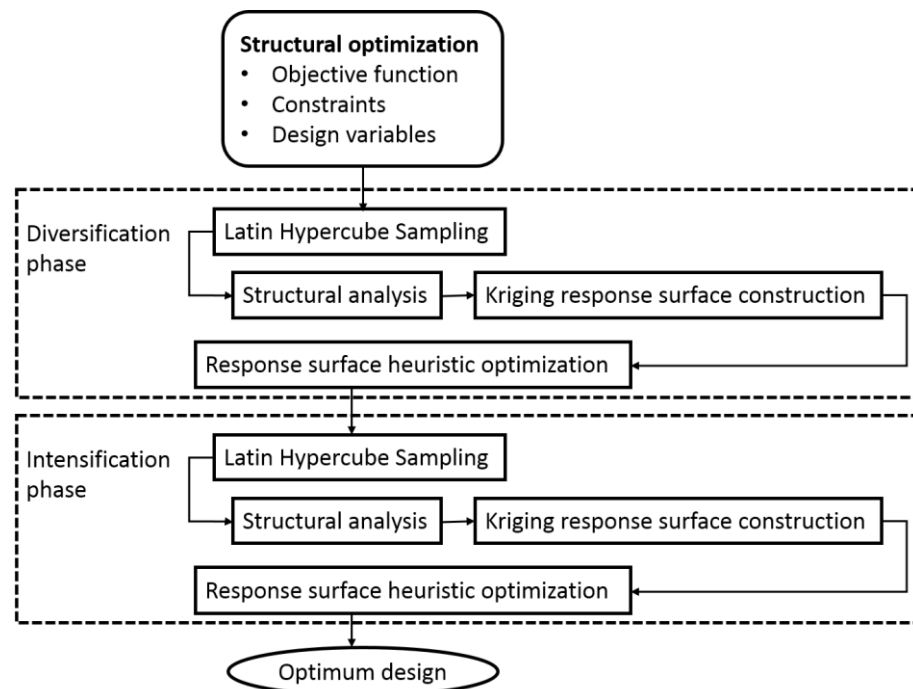 Structural optimization
• Objective function
• Constraints
• Design variables
Diversification
phase
Latin Hypercube Sampling
Structural analysis
Kriging response surface construction
Response surface heuristic optimization
Intensification
phase
Latin Hypercube Sampling
Structural analysis
Kriging response surface construction
Response surface heuristic optimization
Optimum design